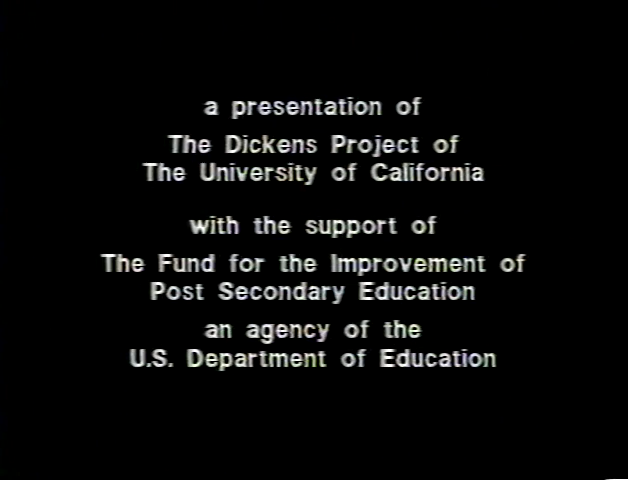 a presentation of
The Dickens Project of
The University of California
with the support of
The Fund for the Improvement of
Post Secondary Education
an agency of the
U.S. Department of Education